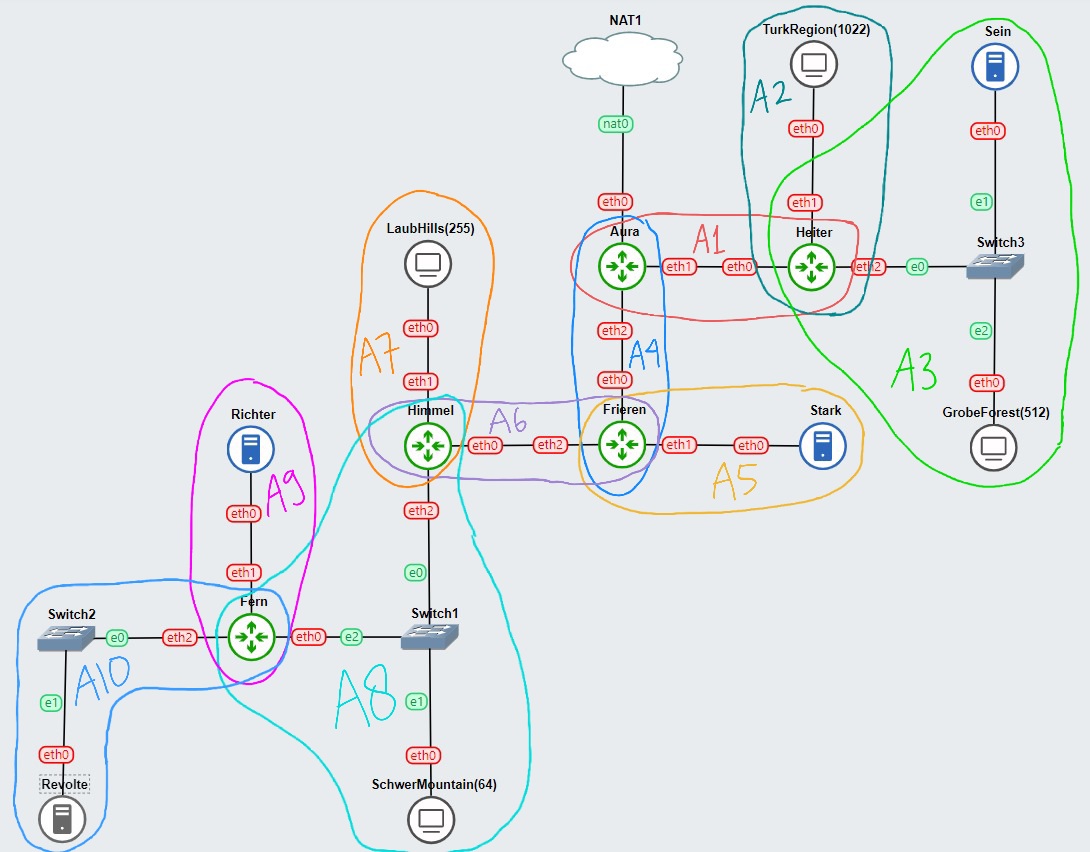 NAT1
TurkRegion(1022)
Sein
A2
nat0
eth0
eth0
eth0
eth1
e1
LaubHills(255)
Aura
A1
Heiter
Switch3
eth1
eth0
eth2
e0
eth0
eth2
e2
A7
A4
A3
eth1
eth0
eth0
Richter
Himmel
A6
Frieren
Stark
GrobeForest(512)
eth0
eth2
eth1
eth0
A5
A9
eth0
eth2
eth1
e0
Fern
Switch2
Switch1
e0
eth2
eth0
e2
A10
A8
e1
e1
eth0
eth0
Revolte
SchwerMountain(64)